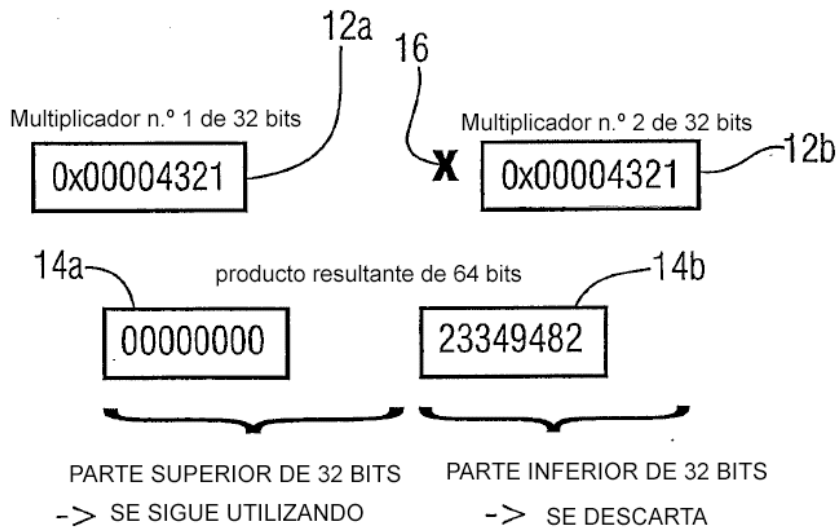 12a
16
Multiplicador n.º 1 de 32 bits
Multiplicador n.º 2 de 32 bits
0x00004321
X
0x00004321
12b
14a
producto resultante de 64 bits
14b
00000000
23349482
PARTE SUPERIOR DE 32 BITS
-> SE SIGUE UTILIZANDO
PARTE INFERIOR DE 32 BITS
-> SE DESCARTA